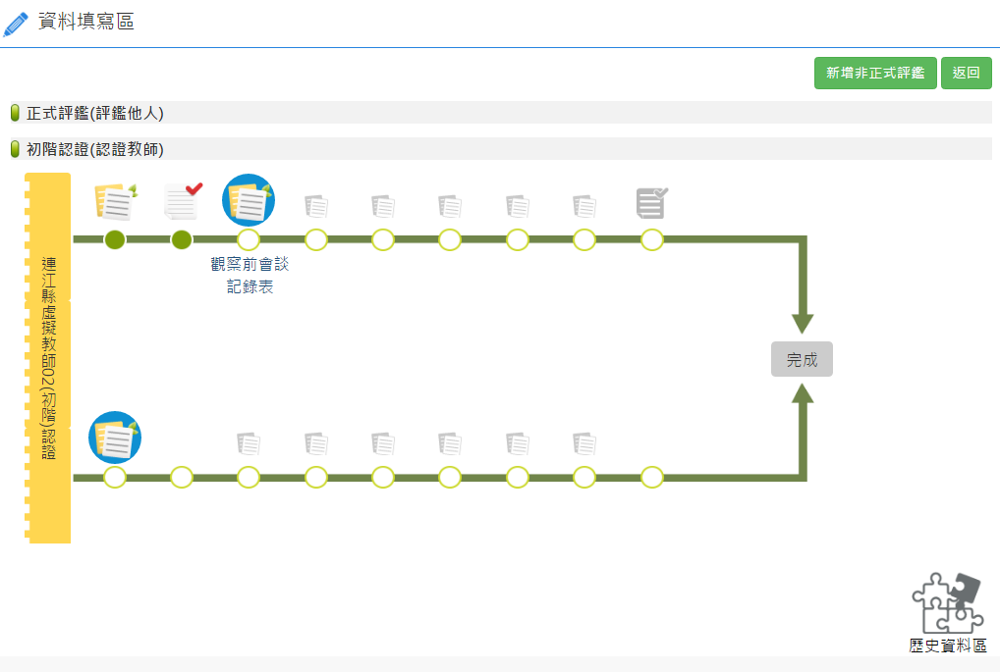 資料填寫區
新增非正式評鑑
返回
正式評鑑(評鑑他人)
初階認證(認證教師)
連江縣虛擬教師02(初階)認證
觀察前會談
記錄表
完成
歷史資料區